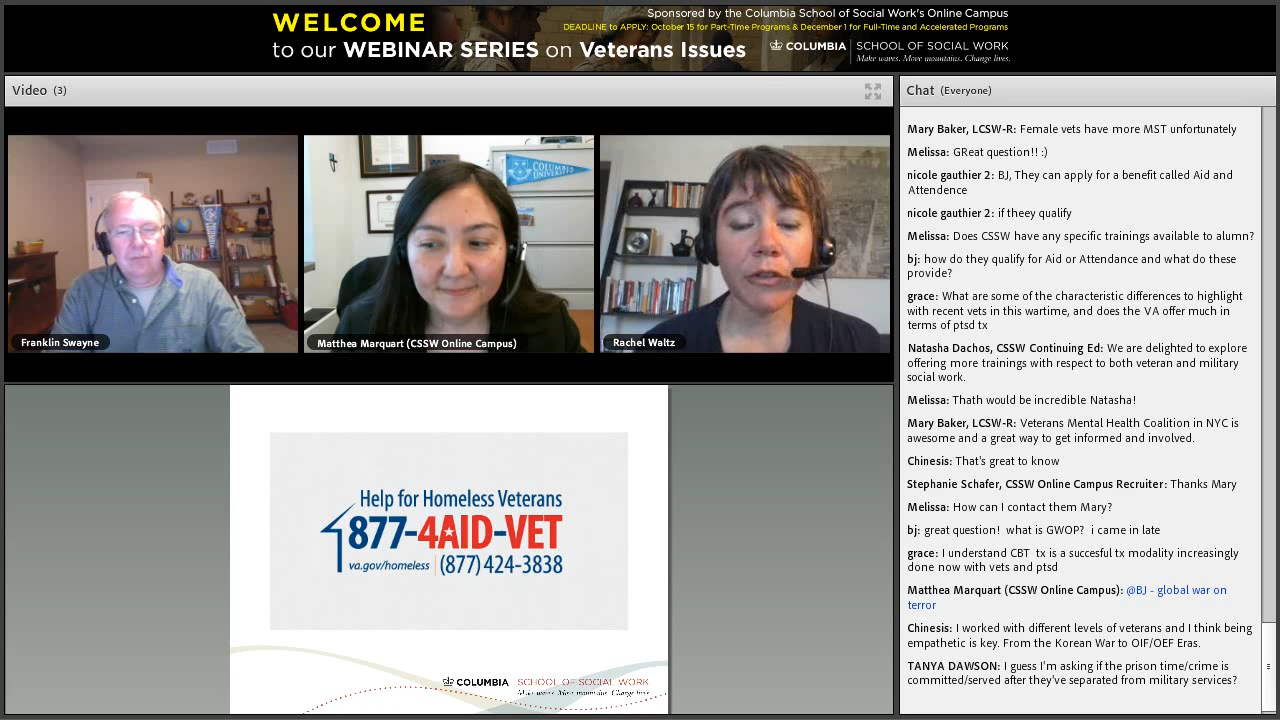 WELCOME
to our WEBINAR SERIES on Veterans Issues
Sponsored by the Columbia School of Social Work's Online Campus
DEADLINE to APPLY: October 15 for Part-Time Programs & December 1 for Full-Time and Accelerated Programs
COLUMBIA SCHOOL OF SOCIAL WORK
Make waves. Move mountains. Change lives.
Video (3)
COLUMBIA
UNIVERSITY
Franklin Swayne
Matthea Marquart (CSSW Online Campus)
Rachel Waltz
Help for Homeless Veterans
877-4AID-VET
va.gov/homeless (877) 424-3838
COLUMBIA SCHOOL OF SOCIAL WORK
Make waves. Move mountains. Change lives.
Chat (Everyone)
Mary Baker, LCSW-R: Female vets have more MST unfortunately
Melissa: GReat question!! :)
nicole gauthier 2: BJ, They can apply for a benefit called Aid and
Attendence
nicole gauthier 2: if theey qualify
Melissa: Does CSSW have any specific trainings available to alumn?
bj: how do they qualify for Aid or Attendance and what do these
provide?
grace: What are some of the characteristic differences to highlight
with recent vets in this wartime, and does the VA offer much in
terms of ptsd tx
Natasha Dachos, CSSW Continuing Ed: We are delighted to explore
offering more trainings with respect to both veteran and military
social work.
Melissa: Thath would be incredible Natasha!
Mary Baker, LCSW-R: Veterans Mental Health Coalition in NYC is
awesome and a great way to get informed and involved.
Chinesis: That's great to know
Stephanie Schafer, CSSW Online Campus Recruiter: Thanks Mary
Melissa: How can I contact them Mary?
bj: great question! what is GWOP? i came in late
grace: I understand CBT tx is a succesful tx modality increasingly
done now with vets and ptsd
Matthea Marquart (CSSW Online Campus): @BJ - global war on
terror
Chinesis: I worked with different levels of veterans and I think being
empathetic is key. From the Korean War to OIF/OEF Eras.
TANYA DAWSON: I guess I'm asking if the prison time/crime is
committed/served after they've separated from military services?